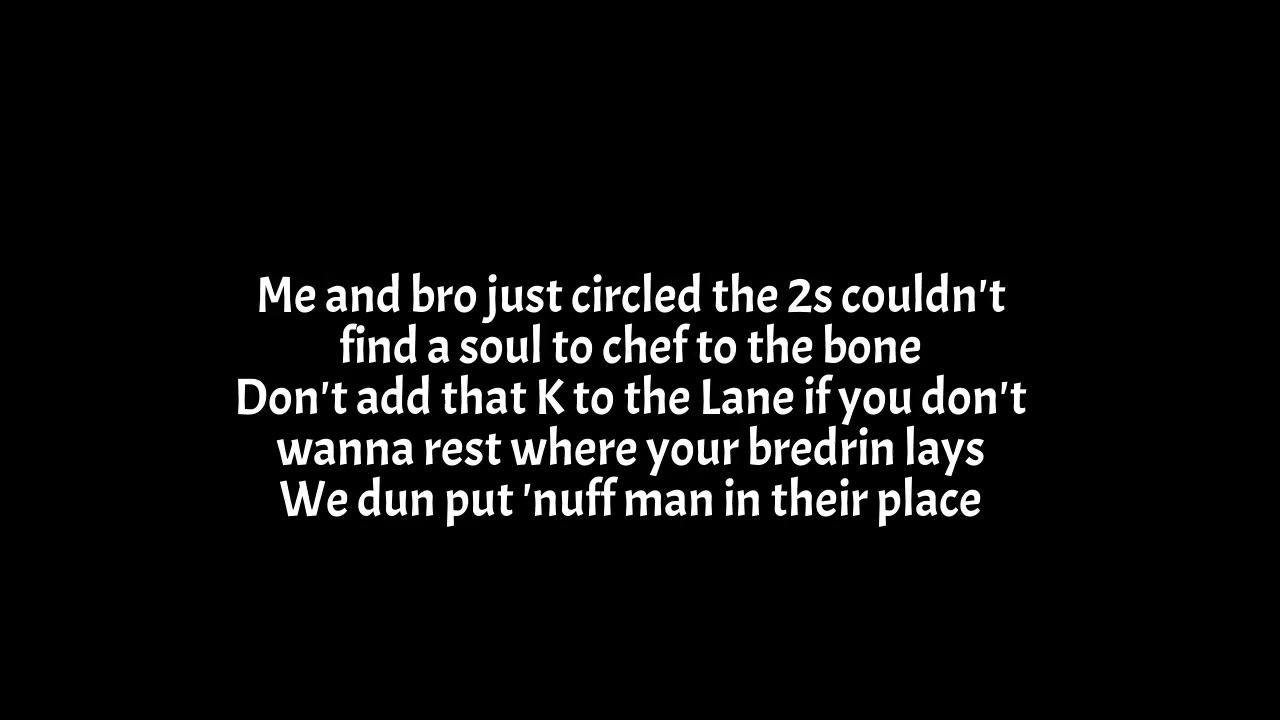 Me and bro just circled the 2s couldn't
find a soul to chef to the bone
Don't add that K to the Lane if you don't
wanna rest where your bredrin lays
We dun put 'nuff man in their place